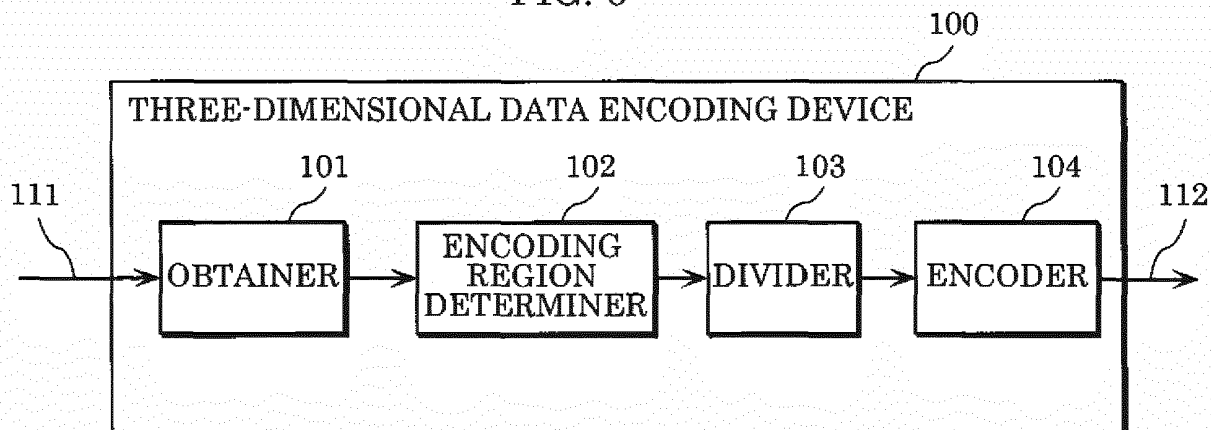 100
THREE-DIMENSIONAL DATA ENCODING DEVICE
101
102
103
104
111
112
OBTAINER
ENCODING
REGION
DETERMINER
DIVIDER
ENCODER